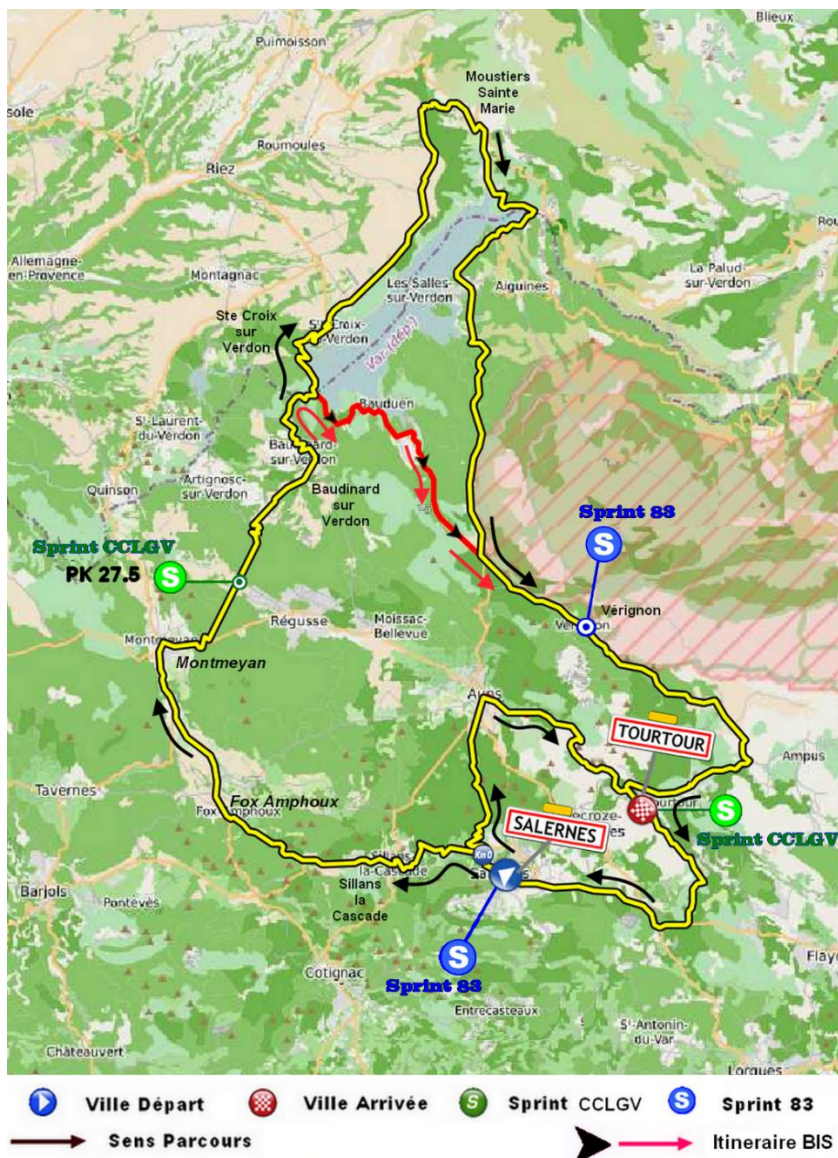 Blieux
Puimoisson
Moustiers
Sainte
Marie
Roumoules
Riez
Allemagne-
en-Provence
Montagnac
La Palud-
sur-Verdon
Les Salles-
sur-Verdon
Aiguines
Ste Croix
sur
Verdon
Var (dép.)
Bauduen
St-Laurent-
du-Verdon
Baudinard
sur
Verdon
Artignosc-
sur-Verdon
Quinson
Sprint 83
S
Sprint CCLGV
PK 27.5
S
Vérignon
Régusse
Moissac-
Bellevue
Montmeyan
Aups
TOURTOUR
Ampus
Tavernes
Fox Amphoux
SALERNES
S
Sprint CCLGV
Km 0
Sillans
la
Cascade
Barjols
Pontevès
S
Sprint 83
Cotignac
Entrecasteaux
St-Antonin-
du-Var
Châteauvert
Lorgues
Ville Départ
Ville Arrivée
S
Sprint CCLGV
S
Sprint 83
Sens Parcours
Itineraire BIS